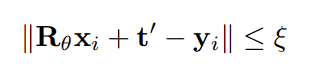 ‖R_θ x_i + t′ − y_i‖ ≤ ξ